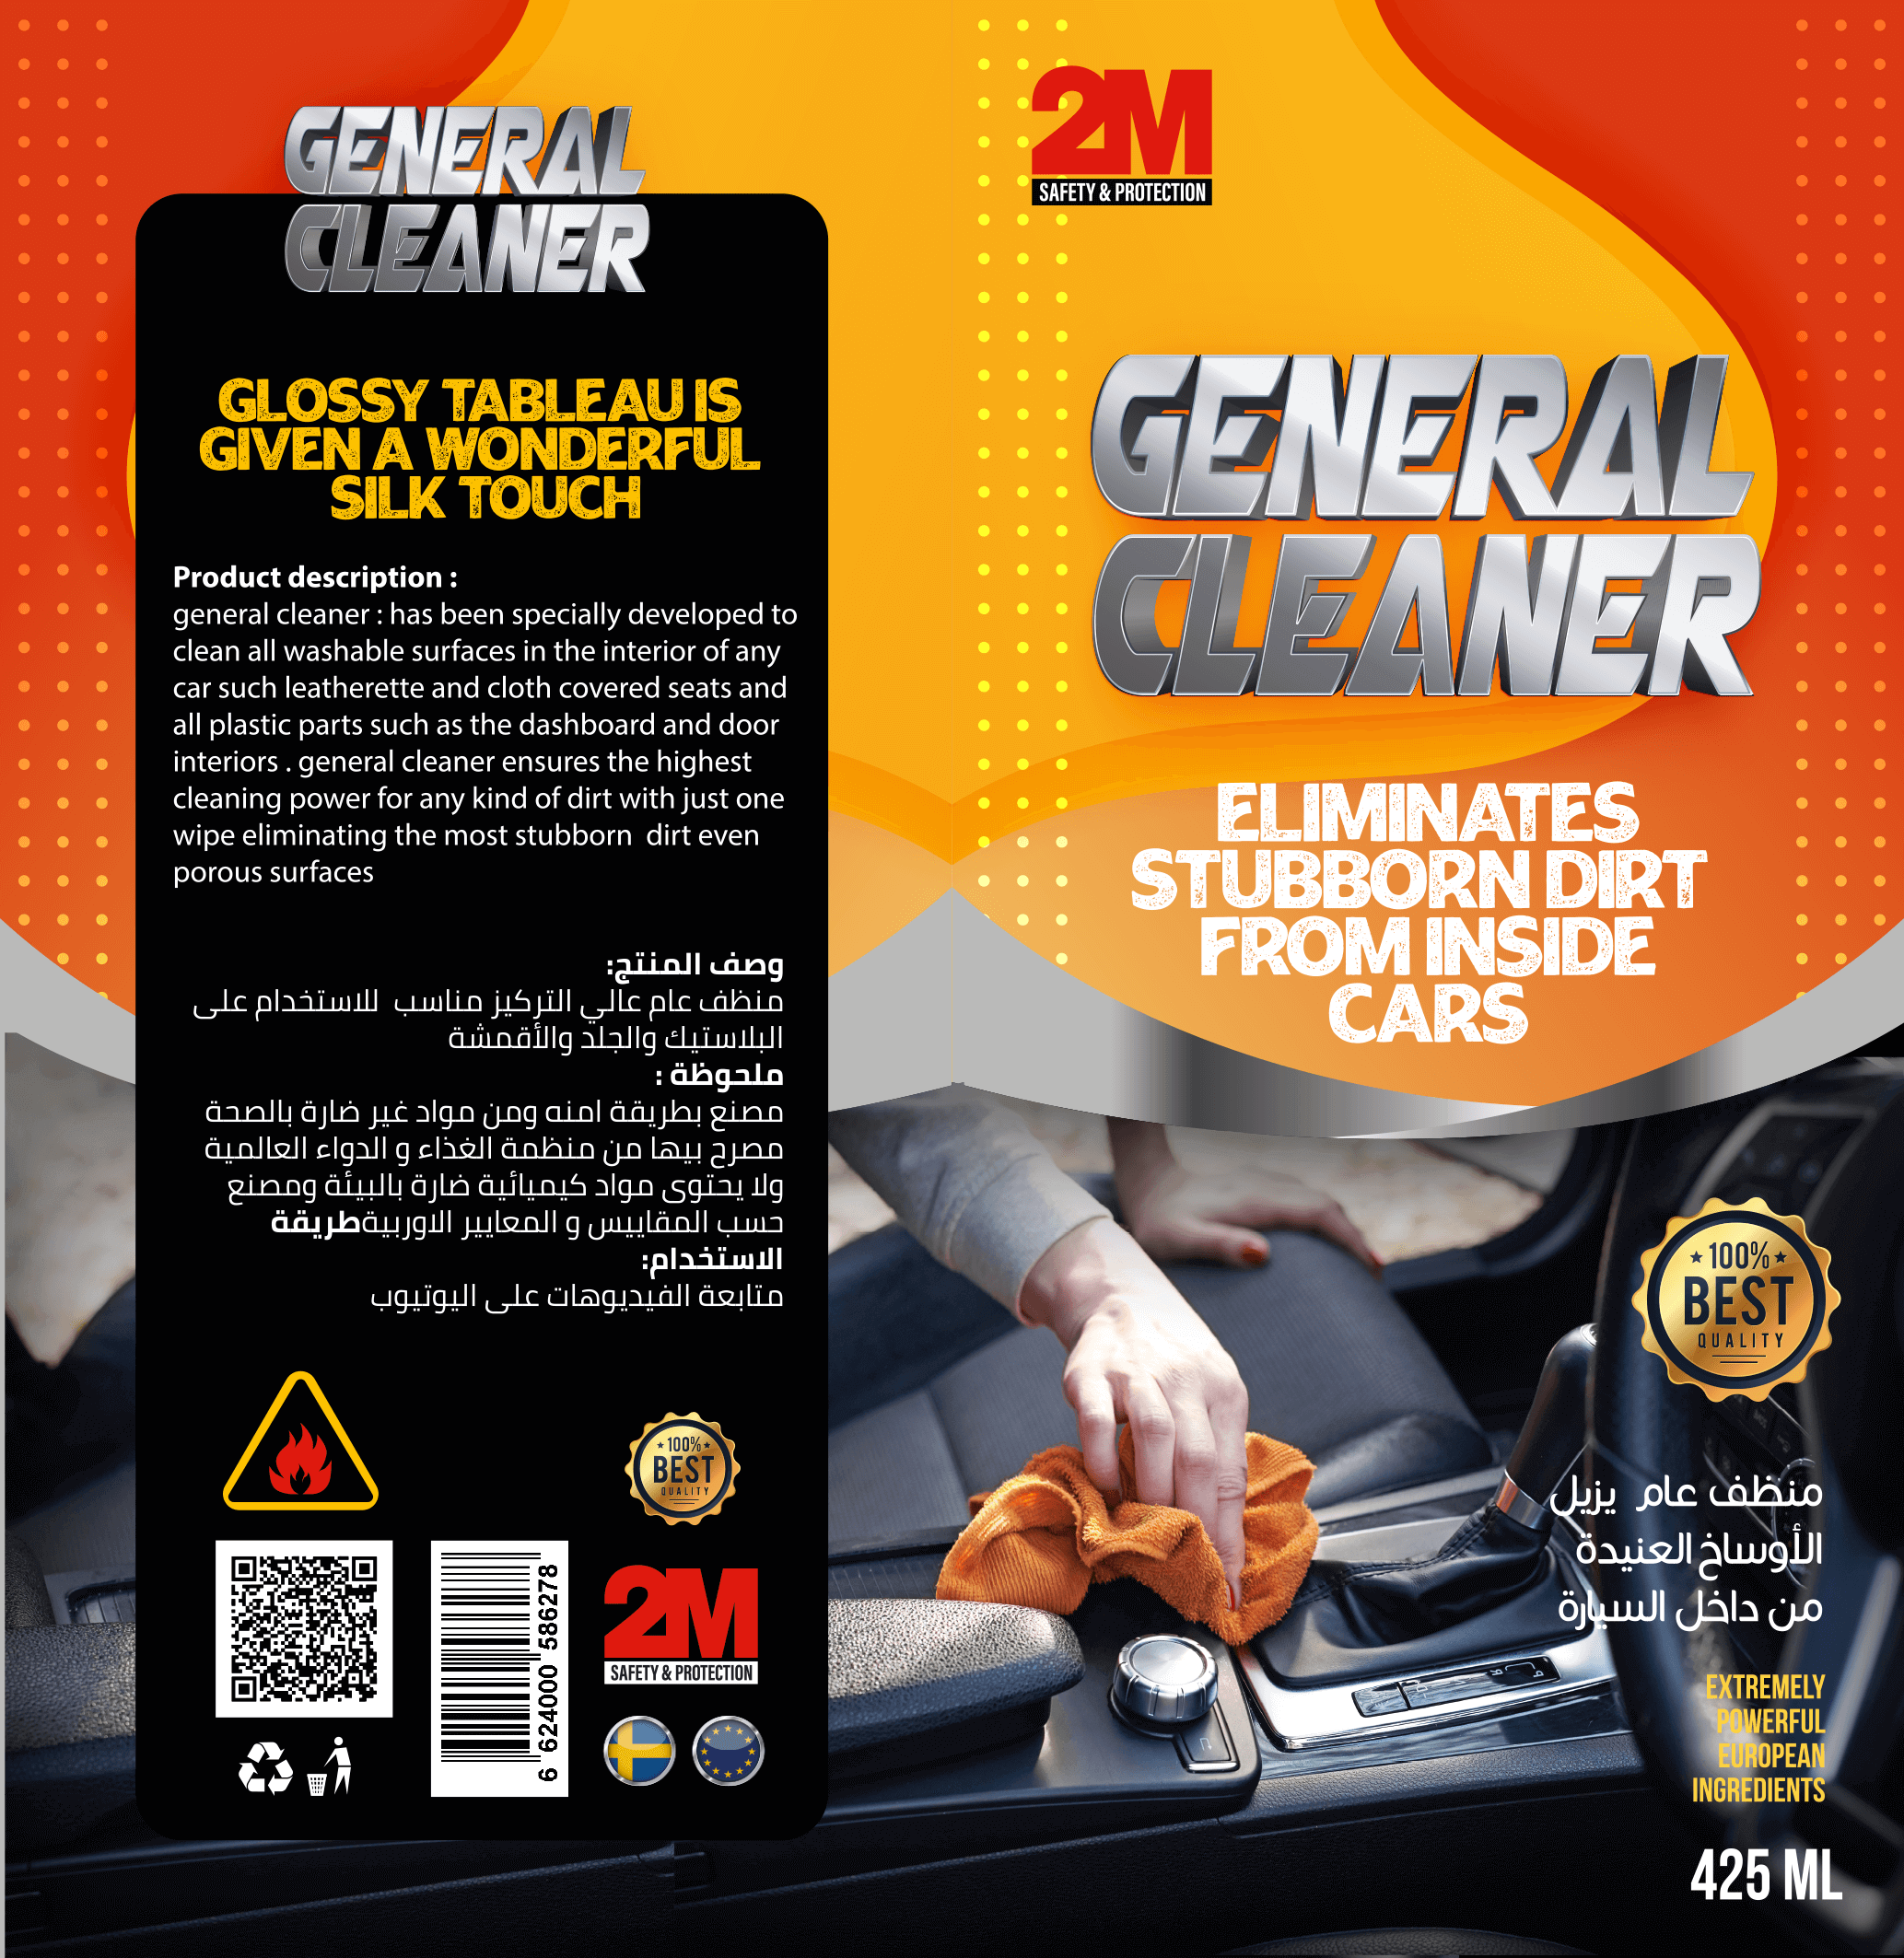 GENERAL
CLEANER
GLOSSY TABLEAU IS
GIVEN A WONDERFUL
SILK TOUCH
Product description :
general cleaner : has been specially developed to
clean all washable surfaces in the interior of any
car such leatherette and cloth covered seats and
all plastic parts such as the dashboard and door
interiors . general cleaner ensures the highest
cleaning power for any kind of dirt with just one
wipe eliminating the most stubborn dirt even
porous surfaces
وصف المنتج:
منظف عام عالي التركيز مناسب للاستخدام على
البلاستيك والجلد والأقمشة
ملحوظة :
مصنع بطريقة امنه ومن مواد غير ضارة بالصحة
مصرح بيها من منظمة الغذاء و الدواء العالمية
ولا يحتوى مواد كيميائية ضارة بالبيئة ومصنع
حسب المقاييس و المعايير الاوربيةطريقة
الاستخدام:
متابعة الفيديوهات على اليوتيوب
★ 100% ★
BEST
QUALITY
6 624000 586278
2M
SAFETY & PROTECTION
2M
SAFETY & PROTECTION
GENERAL
CLEANER
ELIMINATES
STUBBORN DIRT
FROM INSIDE
CARS
★ 100% ★
BEST
QUALITY
منظف عام يزيل
الأوساخ العنيدة
من داخل السيارة
EXTREMELY
POWERFUL
EUROPEAN
INGREDIENTS
425 ML